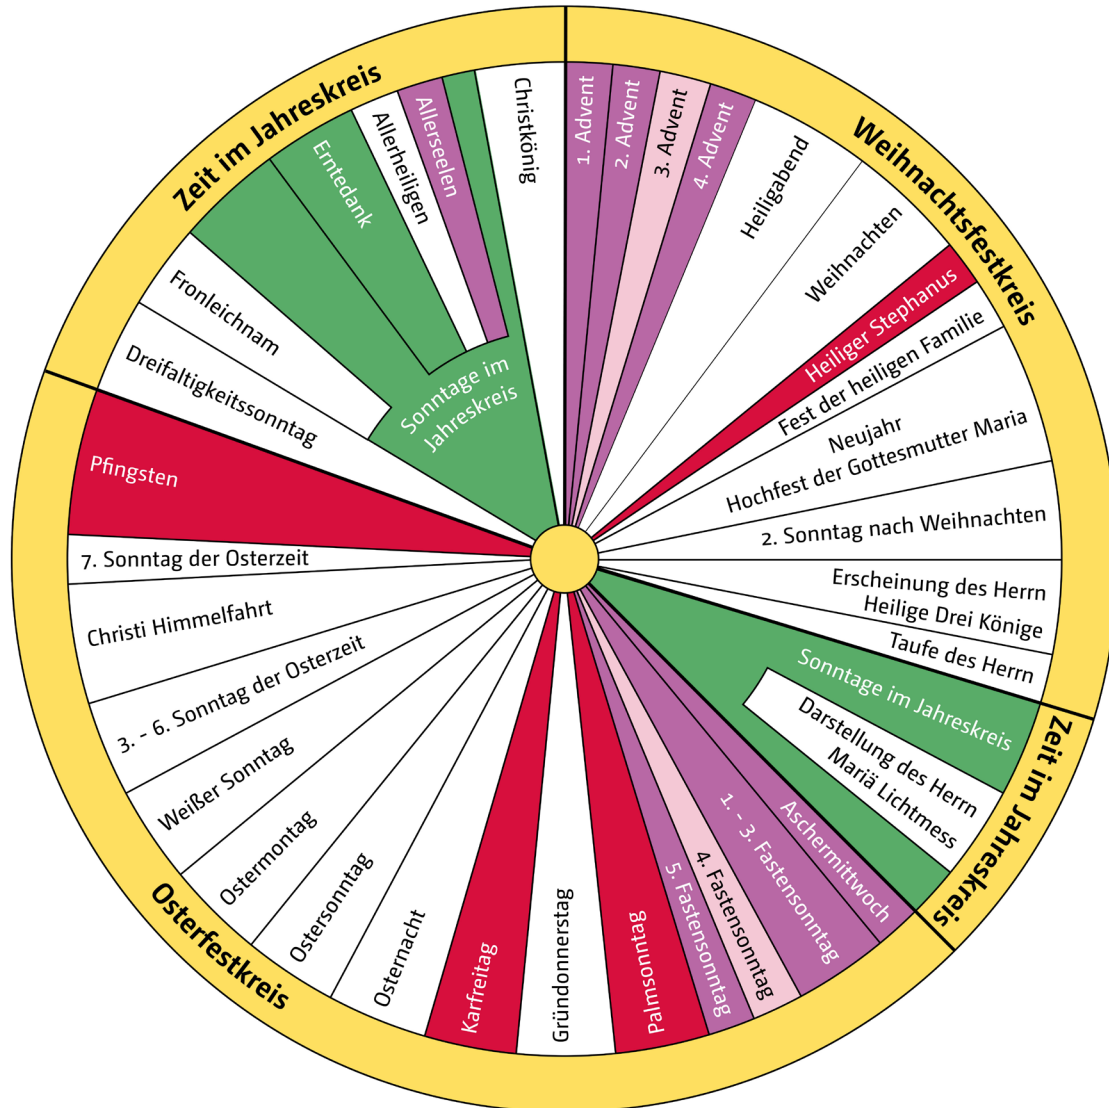 Weihnachtsfestkreis
1. Advent
2. Advent
3. Advent
4. Advent
Heiligabend
Weihnachten
Heiliger Stephanus
Fest der heiligen Familie
Neujahr
Hochfest der Gottesmutter Maria
2. Sonntag nach Weihnachten
Erscheinung des Herrn
Heilige Drei Könige
Taufe des Herrn
Zeit im Jahreskreis
Sonntage im Jahreskreis
Darstellung des Herrn
Mariä Lichtmess
Osterfestkreis
Aschermittwoch
1. - 3. Fastensonntag
4. Fastensonntag
5. Fastensonntag
Palmsonntag
Gründonnerstag
Karfreitag
Osternacht
Ostersonntag
Ostermontag
Weißer Sonntag
3. - 6. Sonntag der Osterzeit
Christi Himmelfahrt
7. Sonntag der Osterzeit
Pfingsten
Zeit im Jahreskreis
Dreifaltigkeitssonntag
Fronleichnam
Sonntage im
Jahreskreis
Erntedank
Allerheiligen
Allerseelen
Christkönig